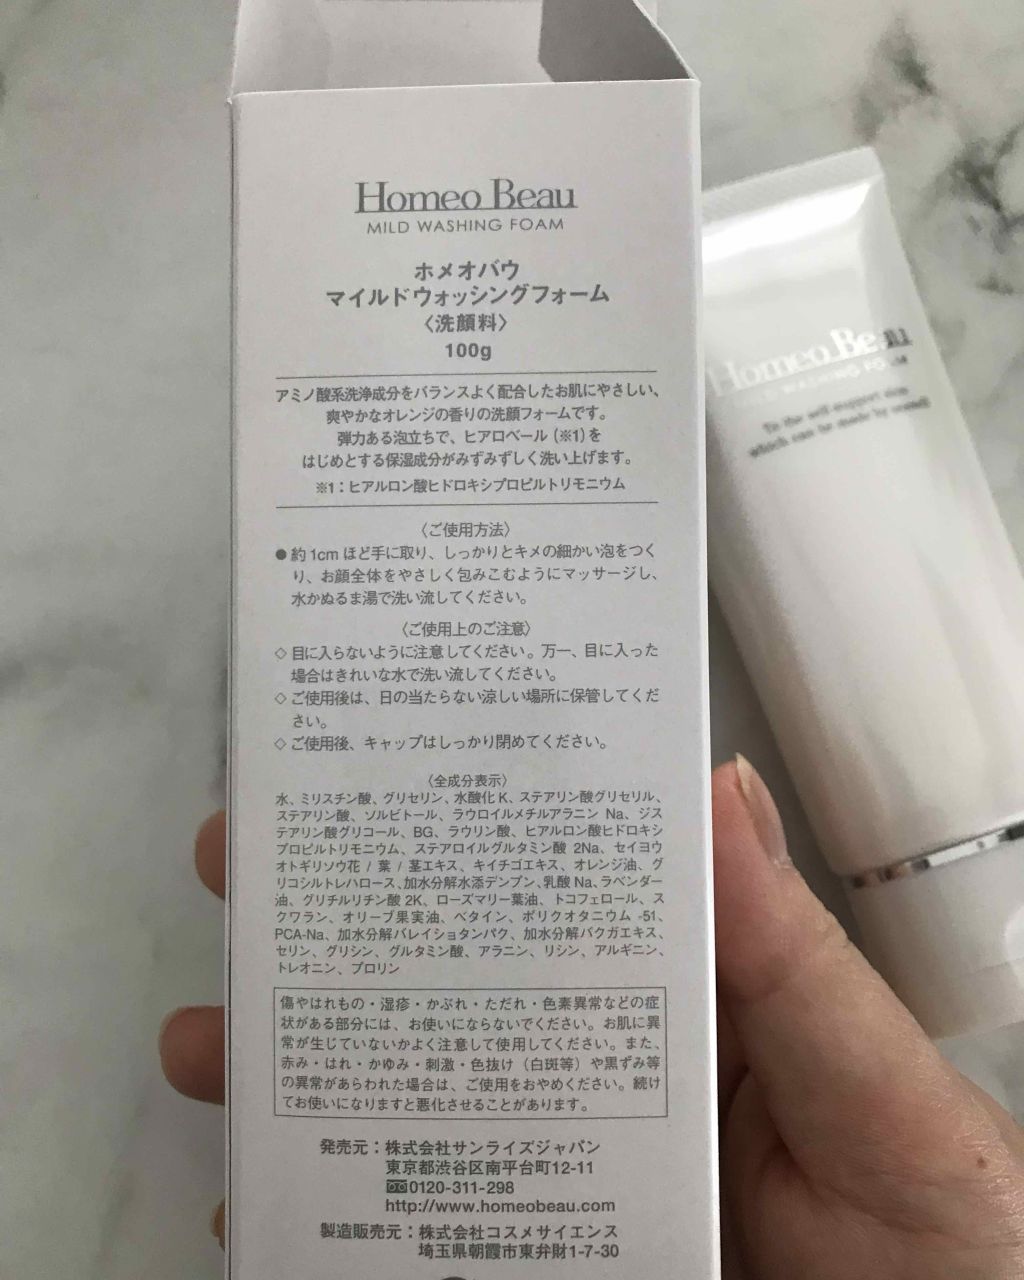 Homeo Beau
MILD WASHING FOAM
ホメオバウ
マイルドウォッシングフォーム
〈洗顔料〉
100g
アミノ酸系洗浄成分をバランスよく配合したお肌にやさしい、
爽やかなオレンジの香りの洗顔フォームです。
弾力ある泡立ちで、ヒアロベール（※1）を
はじめとする保湿成分がみずみずしく洗い上げます。
※1：ヒアルロン酸ヒドロキシプロピルトリモニウム
〈ご使用方法〉
● 約1cmほど手に取り、しっかりとキメの細かい泡をつく
り、お顔全体をやさしく包みこむようにマッサージし、
水かぬるま湯で洗い流してください。
〈ご使用上のご注意〉
◇ 目に入らないように注意してください。万一、目に入った
場合はきれいな水で洗い流してください。
◇ ご使用後は、日の当たらない涼しい場所に保管してくだ
さい。
◇ ご使用後、キャップはしっかり閉めてください。
〈全成分表示〉
水、ミリスチン酸、グリセリン、水酸化K、ステアリン酸グリセリル、
ステアリン酸、ソルビトール、ラウロイルメチルアラニン Na、ジス
テアリン酸グリコール、BG、ラウリン酸、ヒアルロン酸ヒドロキシ
プロピルトリモニウム、ステアロイルグルタミン酸 2Na、セイヨウ
オトギリソウ花 / 葉 / 茎エキス、キイチゴエキス、オレンジ油、グ
リコシルトレハロース、加水分解水添デンプン、乳酸Na、ラベンダー
油、グリチルリチン酸 2K、ローズマリー葉油、トコフェロール、ス
クワラン、オリーブ果実油、ベタイン、ポリクオタニウム -51、
PCA-Na、加水分解バレイショタンパク、加水分解バクガエキス、
セリン、グリシン、グルタミン酸、アラニン、リシン、アルギニン、
トレオニン、プロリン
傷やはれもの・湿疹・かぶれ・ただれ・色素異常などの症
状がある部分には、お使いにならないでください。お肌に異
常が生じていないかよく注意して使用してください。また、
赤み・はれ・かゆみ・刺激・色抜け（白斑等）や黒ずみ等
の異常があらわれた場合は、ご使用をおやめください。続け
てお使いになりますと悪化させることがあります。
発売元：株式会社サンライズジャパン
東京都渋谷区南平台町12-11
0120-311-298
http://www.homeobeau.com
製造販売元：株式会社コスメサイエンス
埼玉県朝霞市東弁財1-7-30
Homeo Beau
WASHING FOAM
To the self-support skin
which can be made by oneself